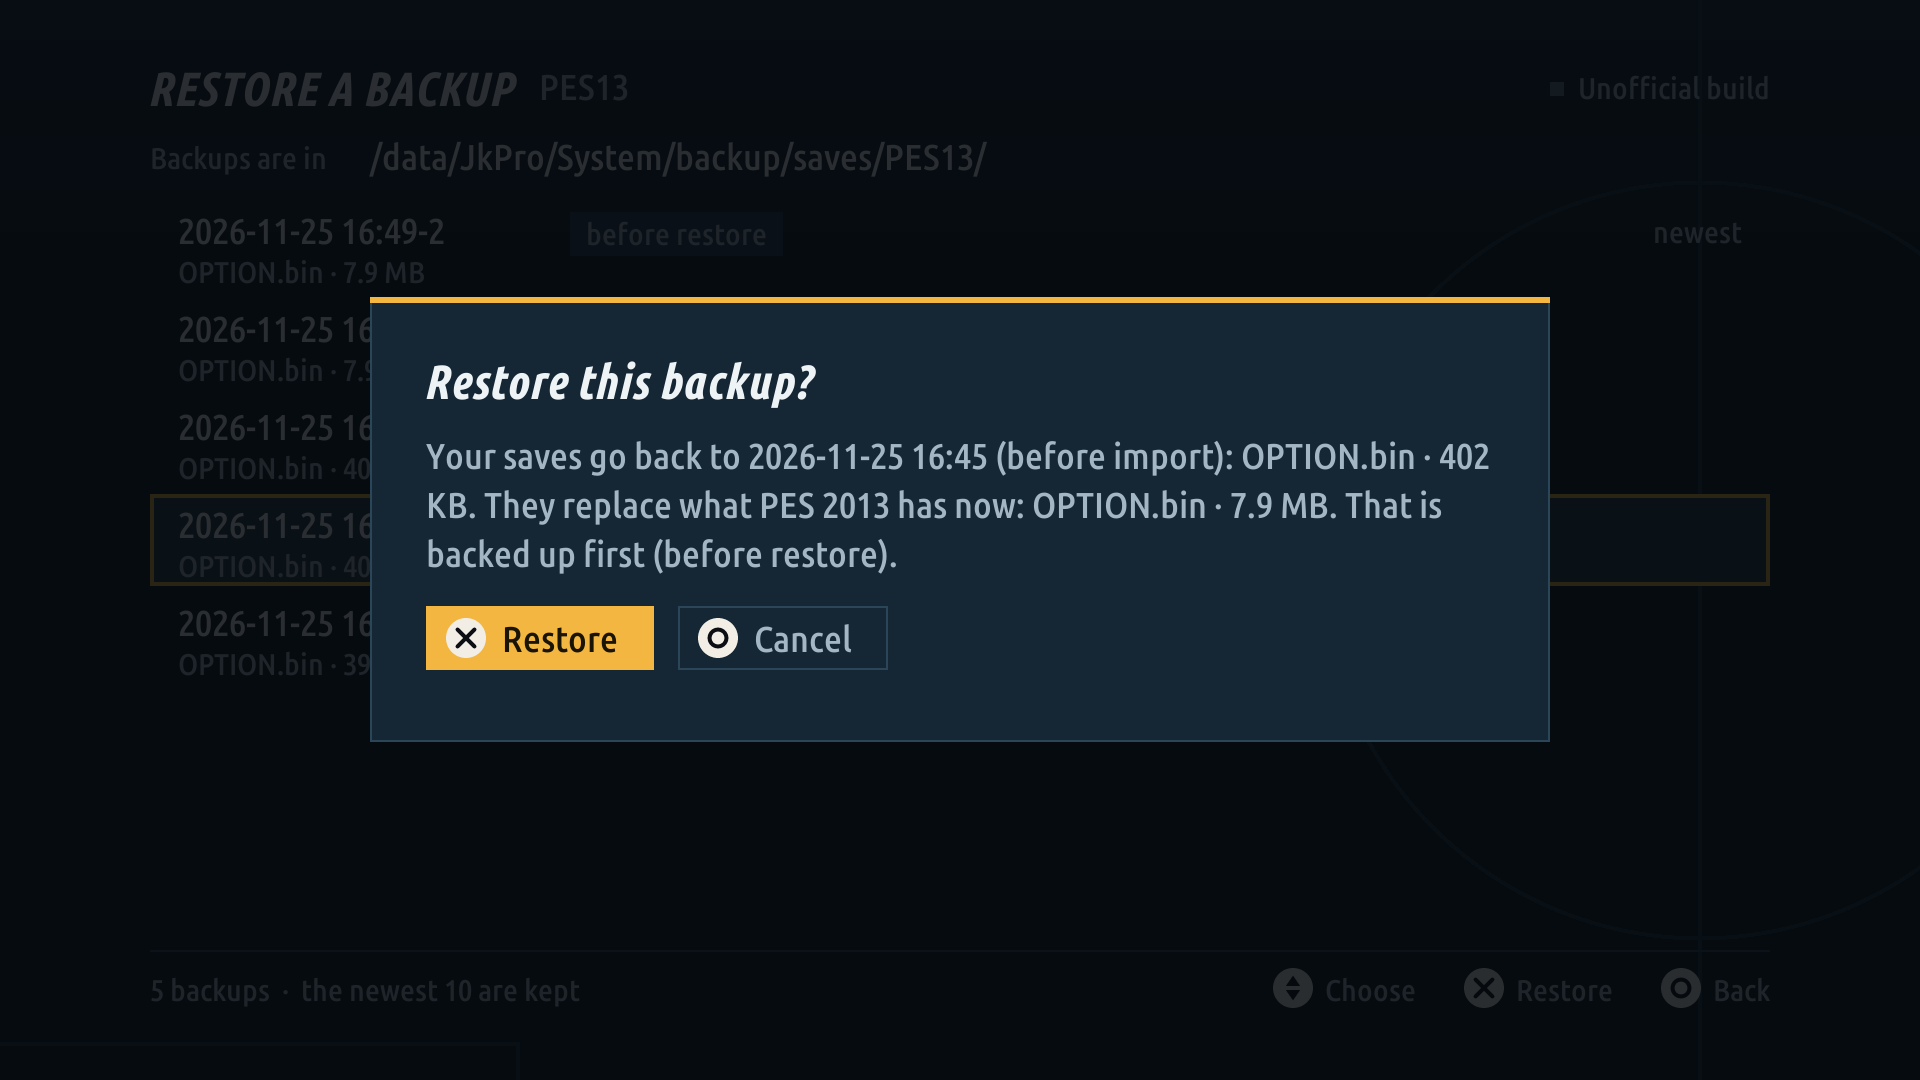 RESTORE A BACKUP PES13
Unofficial build
Backups are in /data/JkPro/System/backup/saves/PES13/
2026-11-25 16:49-2 before restore newest
OPTION.bin · 7.9 MB
2026-11-25 16
OPTION.bin · 7.9
2026-11-25 16
OPTION.bin · 40
2026-11-25 16
OPTION.bin · 40
2026-11-25 16
OPTION.bin · 39
Restore this backup?
Your saves go back to 2026-11-25 16:45 (before import): OPTION.bin · 402
KB. They replace what PES 2013 has now: OPTION.bin · 7.9 MB. That is
backed up first (before restore).
Restore Cancel
5 backups · the newest 10 are kept
Choose Restore Back